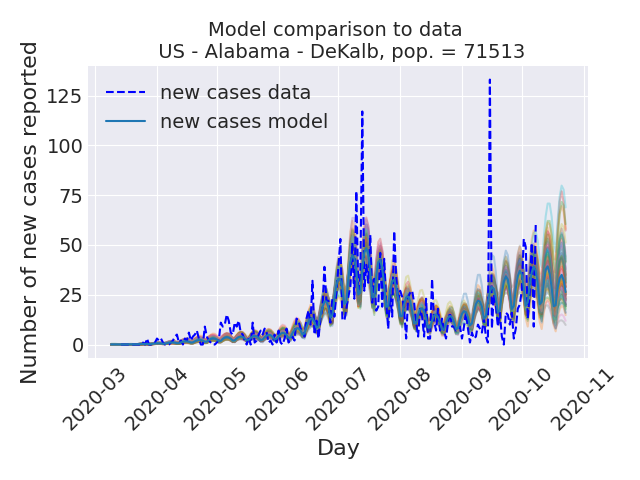 Model comparison to data
US - Alabama - DeKalb, pop. = 71513
Number of new cases reported
125
100
75
50
25
0
new cases data
new cases model
2020-03
2020-04
2020-05
2020-06
2020-07
2020-08
2020-09
2020-10
2020-11
Day